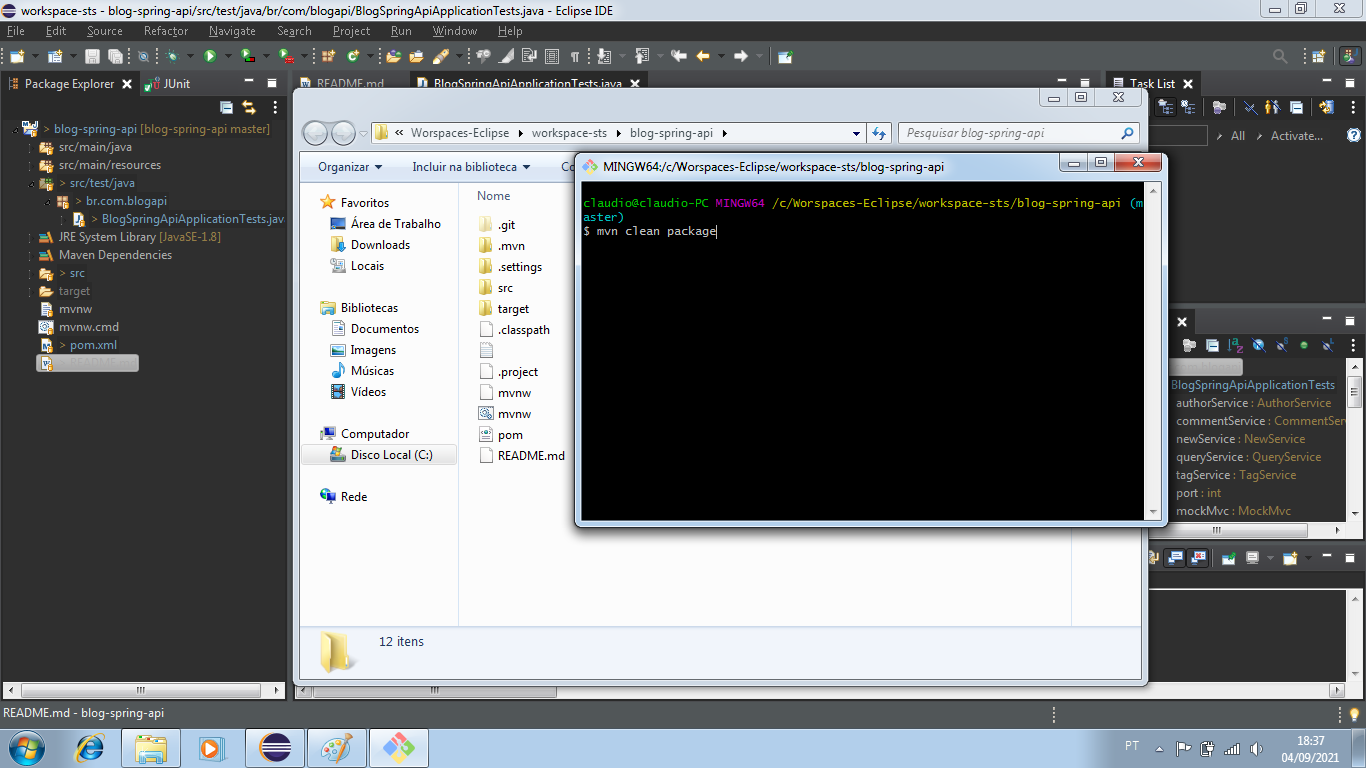 workspace-sts - blog-spring-api/src/test/java/br/com/blogapi/BlogSpringApiApplicationTests.java - Eclipse IDE
File Edit Source Refactor Navigate Search Project Run Window Help
Package Explorer JUnit
README.md BlogSpringApiApplicationTests.java
Task List
> blog-spring-api [blog-spring-api master]
src/main/java
src/main/resources
> src/test/java
> br.com.blogapi
> BlogSpringApiApplicationTests.jav
JRE System Library [JavaSE-1.8]
Maven Dependencies
> src
target
mvnw
mvnw.cmd
> pom.xml
README.md
« Worspaces-Eclipse workspace-sts blog-spring-api
Pesquisar blog-spring-api
Organizar Incluir na biblioteca Co
Favoritos
Área de Trabalho
Downloads
Locais
Bibliotecas
Documentos
Imagens
Músicas
Vídeos
Computador
Disco Local (C:)
Rede
Nome
.git
.mvn
.settings
src
target
.classpath
.project
mvnw
mvnw
pom
README.md
12 itens
MINGW64:/c/Worspaces-Eclipse/workspace-sts/blog-spring-api
claudio@claudio-PC MINGW64 /c/Worspaces-Eclipse/workspace-sts/blog-spring-api (m
aster)
$ mvn clean package
All Activate...
BlogSpringApiApplicationTests
authorService : AuthorService
commentService : CommentSer
newService : NewService
queryService : QueryService
tagService : TagService
port : int
mockMvc : MockMvc
README.md - blog-spring-api
PT
18:37
04/09/2021